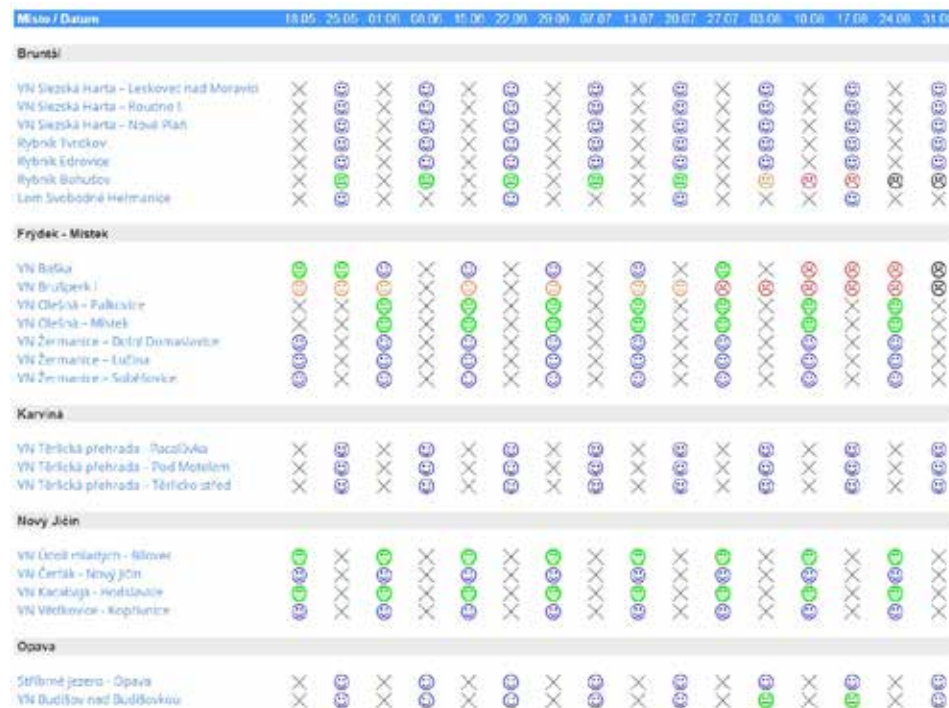 Místo / Datum 18.05 25.05 01.06 08.06 15.06 22.06 29.06 07.07 13.07 20.07 27.07 03.08 10.08 17.08 24.08 31.0
Bruntál
VN Slezská Harta – Leskovec nad Moravicí
VN Slezská Harta – Roudno I.
VN Slezská Harta – Nová Pláň
Rybník Tvrdkov
Rybník Edrovice
Rybník Bohušov
Lom Svobodné Heřmanice
Frýdek - Místek
VN Baška
VN Brušperk I
VN Olešná – Palkovice
VN Olešná – Místek
VN Žermanice – Dolní Domaslavice
VN Žermanice – Lučina
VN Žermanice – Soběšovice
Karviná
VN Těrlická přehrada - Pacalůvka
VN Těrlická přehrada - Pod Motelem
VN Těrlická přehrada - Těrlicko střed
Nový Jičín
VN Údolí mladých - Bílovec
VN Čerťák - Nový Jičín
VN Kacabaja - Hodslavice
VN Větřkovice - Kopřivnice
Opava
Stříbrné jezero - Opava
VN Budišov nad Budišovkou